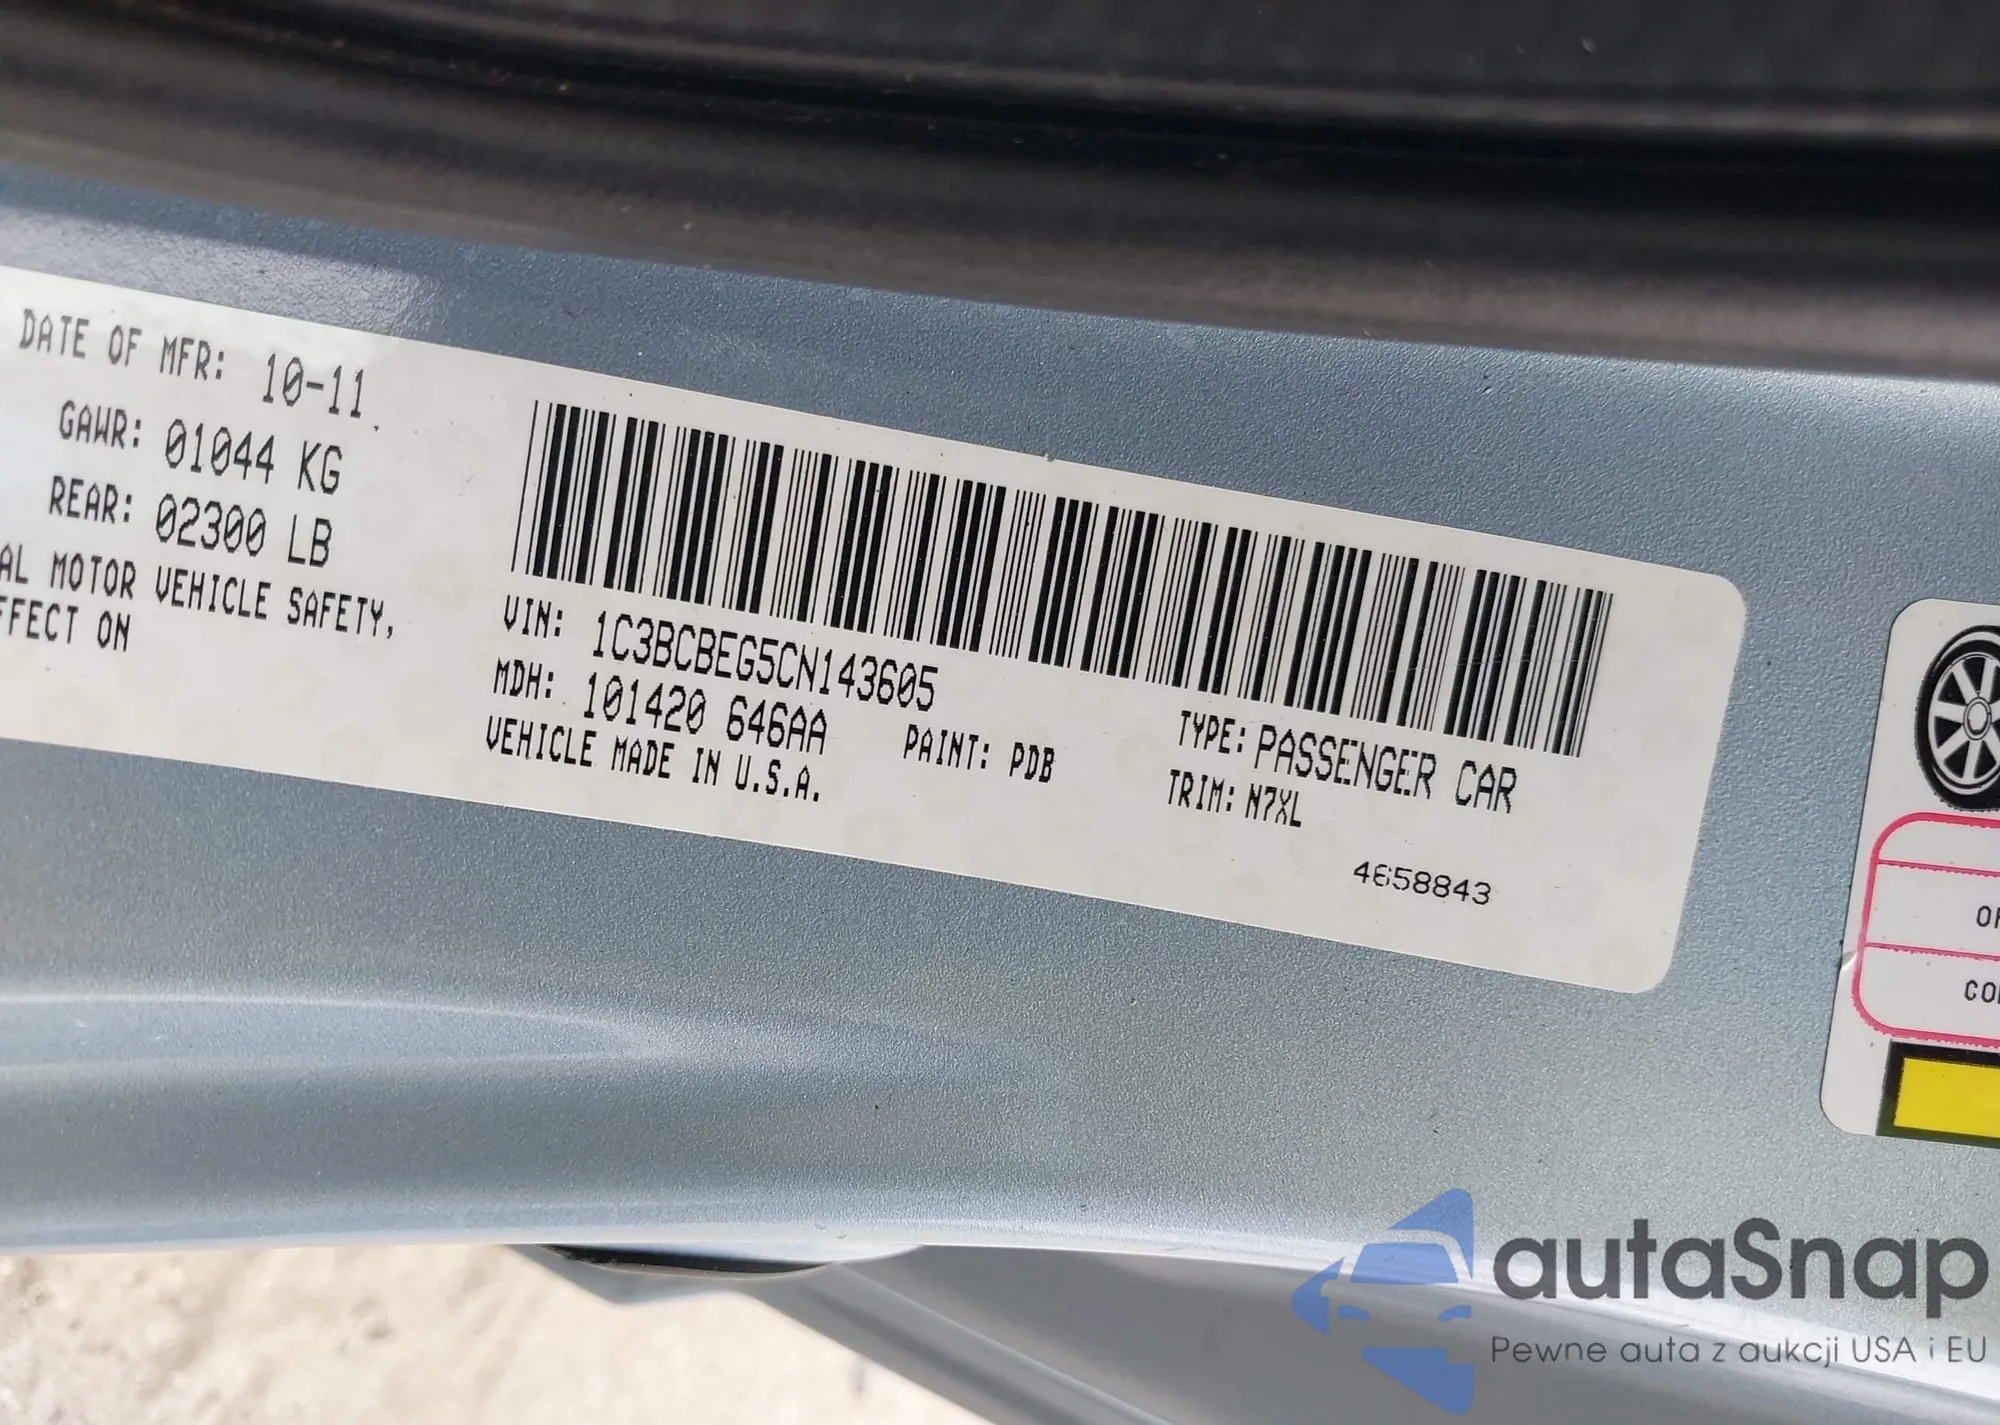 DATE OF MFR: 10-11
GAWR: 01044 KG
REAR: 02300 LB
AL MOTOR VEHICLE SAFETY,
FFECT ON
VIN: 1C3BCBEG5CN143605
MDH: 101420 646AA
VEHICLE MADE IN U.S.A.
PAINT: PDB
TYPE: PASSENGER CAR
TRIM: N7XL
4658843
autaSnap
Pewne auta z aukcji USA i EU